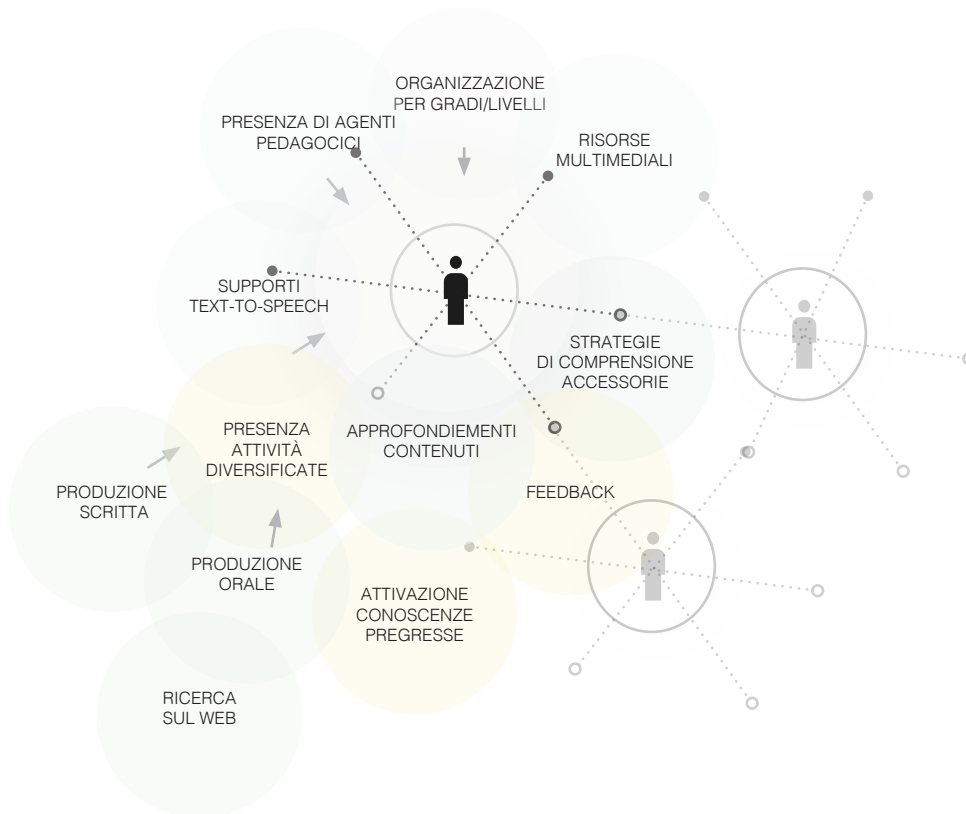 ORGANIZZAZIONE
PER GRADI/LIVELLI
PRESENZA DI AGENTI
PEDAGOCICI
RISORSE
MULTIMEDIALI
SUPPORTI
TEXT-TO-SPEECH
STRATEGIE
DI COMPRENSIONE
ACCESSORIE
PRESENZA
ATTIVITÀ
DIVERSIFICATE
APPROFONDIEMENTI
CONTENUTI
PRODUZIONE
SCRITTA
FEEDBACK
PRODUZIONE
ORALE
ATTIVAZIONE
CONOSCENZE
PREGRESSE
RICERCA
SUL WEB